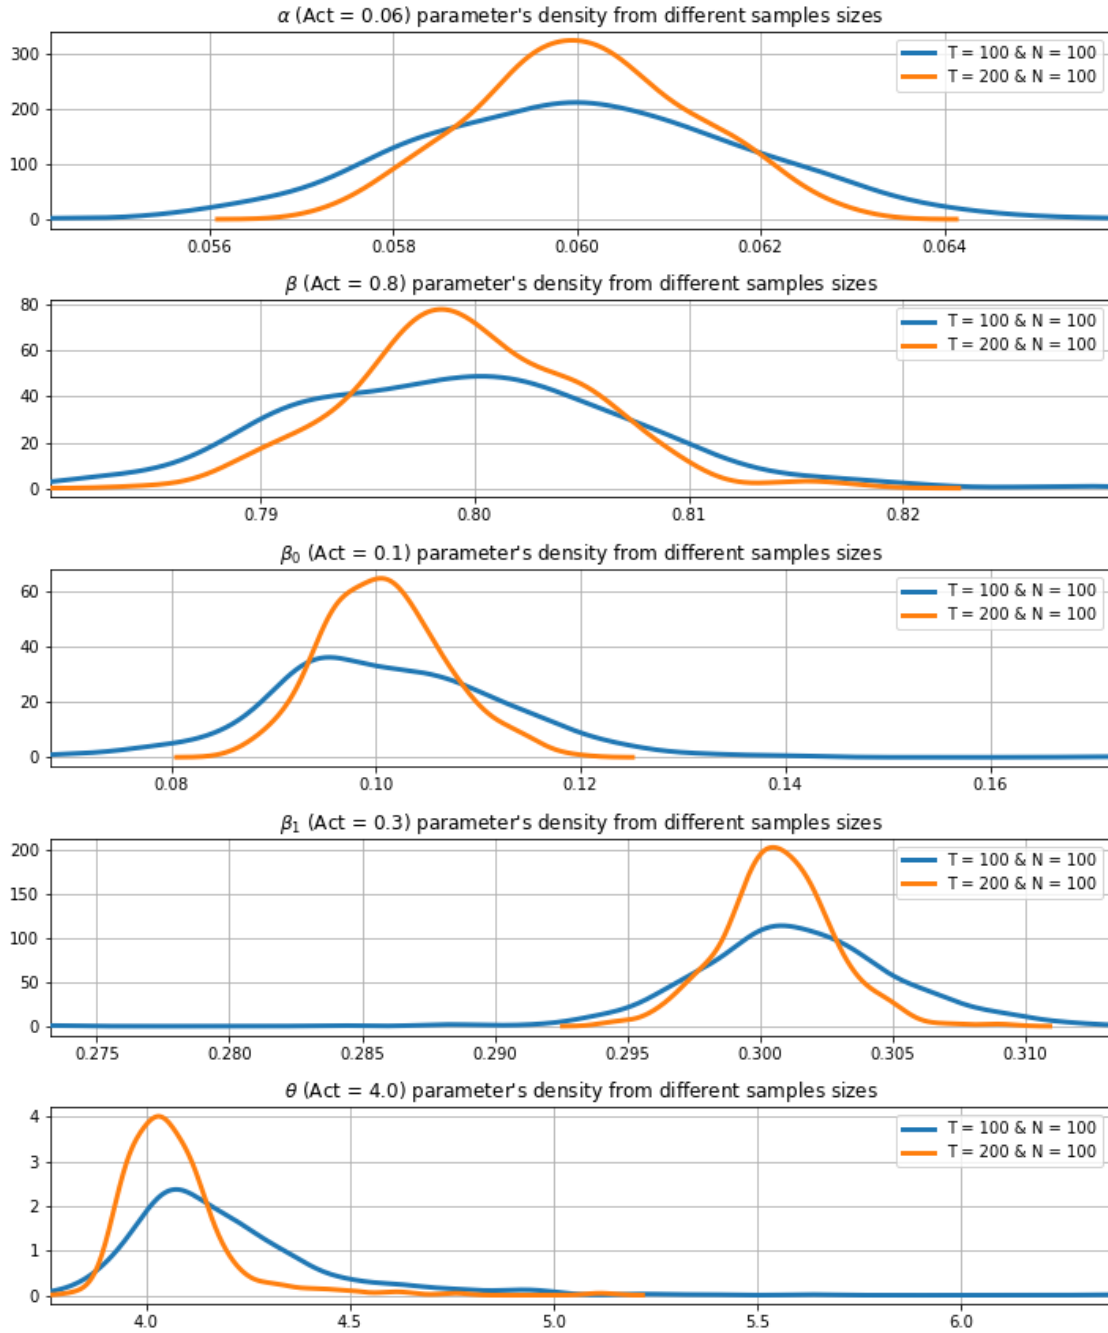 α (Act = 0.06) parameter's density from different samples sizes
300
200
100
0
T = 100 & N = 100
T = 200 & N = 100
0.056 0.058 0.060 0.062 0.064
β (Act = 0.8) parameter's density from different samples sizes
80
60
40
20
0
T = 100 & N = 100
T = 200 & N = 100
0.79 0.80 0.81 0.82
β₀ (Act = 0.1) parameter's density from different samples sizes
60
40
20
0
T = 100 & N = 100
T = 200 & N = 100
0.08 0.10 0.12 0.14 0.16
β₁ (Act = 0.3) parameter's density from different samples sizes
200
150
100
50
0
T = 100 & N = 100
T = 200 & N = 100
0.275 0.280 0.285 0.290 0.295 0.300 0.305 0.310
θ (Act = 4.0) parameter's density from different samples sizes
4
3
2
1
0
T = 100 & N = 100
T = 200 & N = 100
4.0 4.5 5.0 5.5 6.0